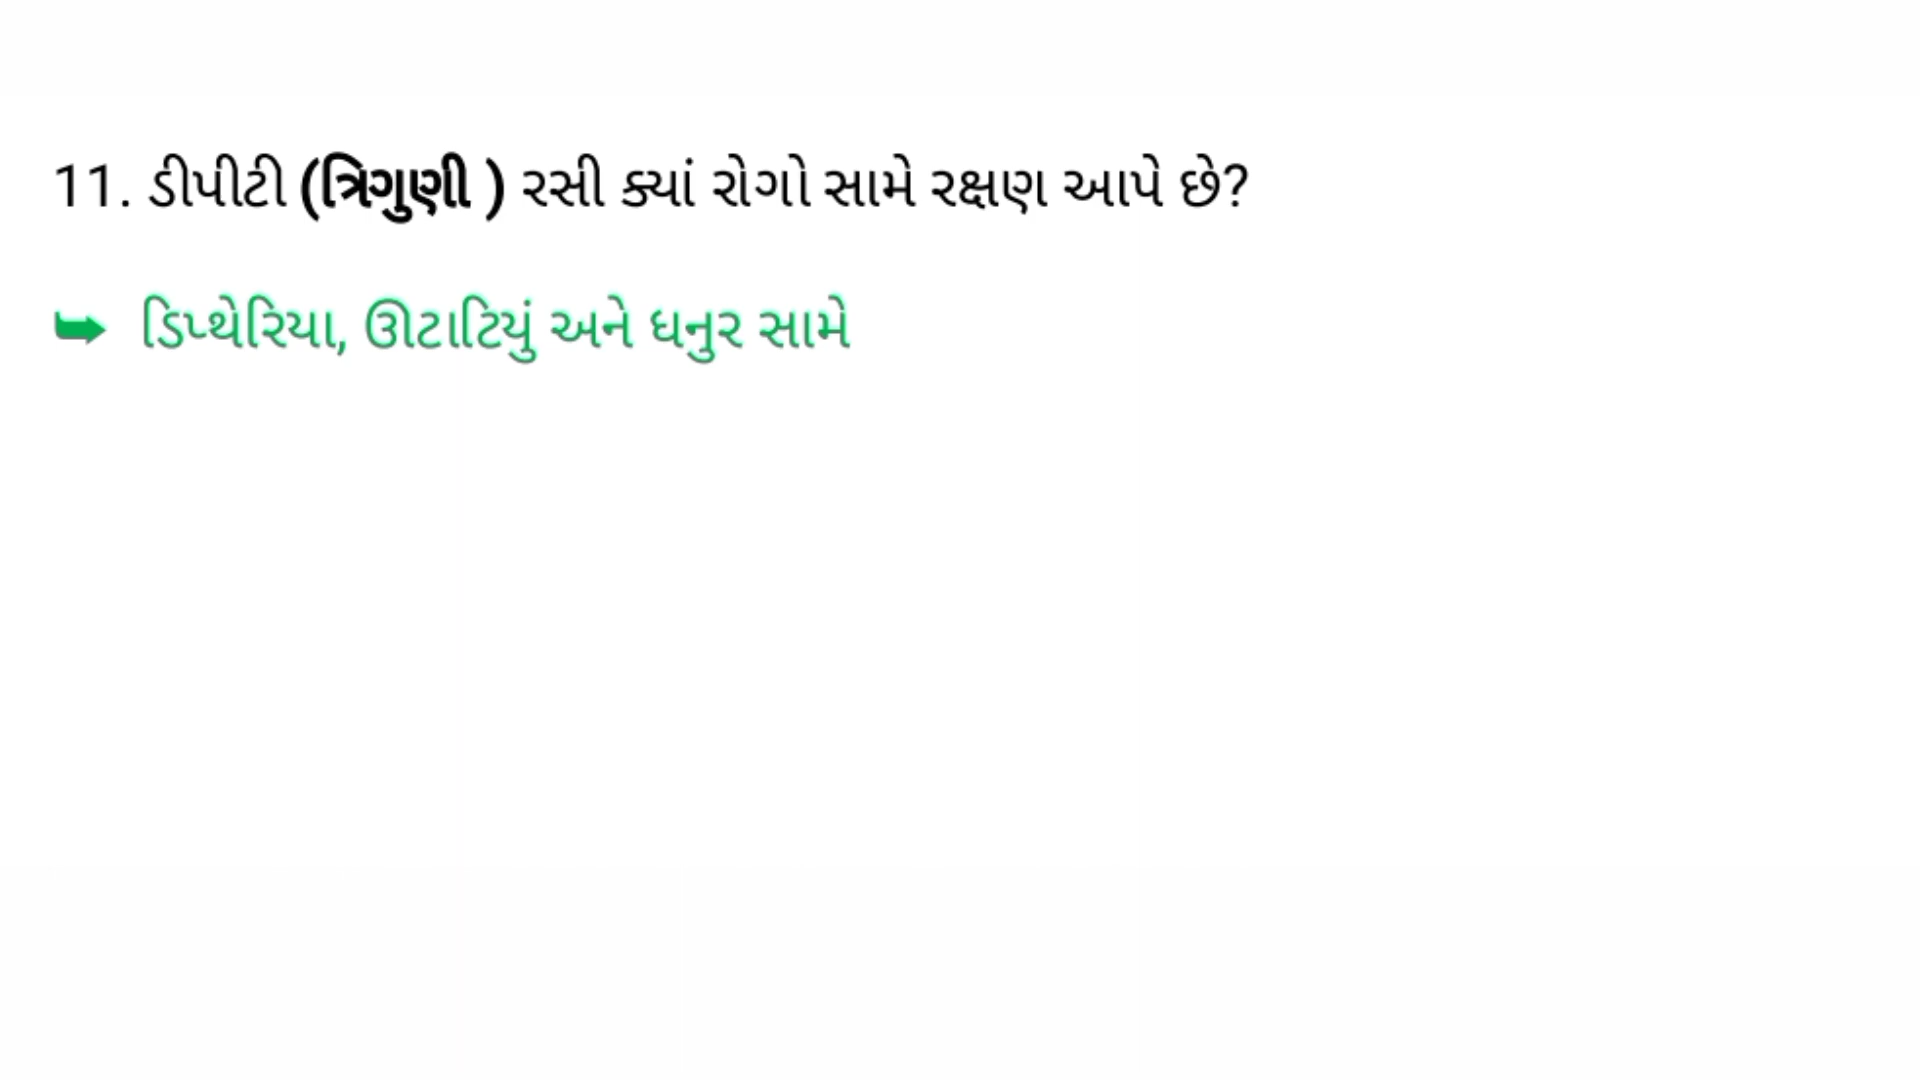 11. ડીપીટી (ત્રિગુણી ) રસી ક્યાં રોગો સામે રક્ષણ આપે છે?
➥ ડિપ્થેરિયા, ઊટાટિયું અને ધનુર સામે